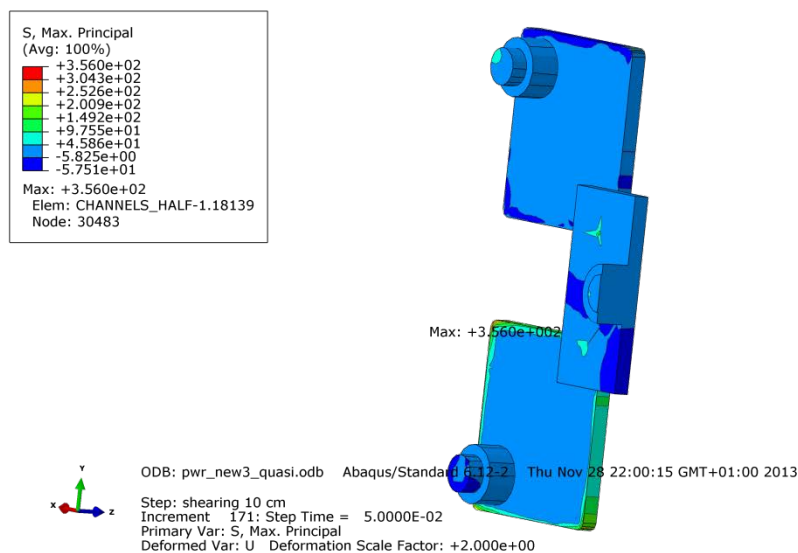 S, Max. Principal
(Avg: 100%)
+3.560e+02
+3.043e+02
+2.526e+02
+2.009e+02
+1.492e+02
+9.755e+01
+4.586e+01
-5.825e+00
-5.751e+01
Max: +3.560e+02
Elem: CHANNELS_HALF-1.18139
Node: 30483
Max: +3.560e+002
Y
X
Z
ODB: pwr_new3_quasi.odb Abaqus/Standard 6.12-2 Thu Nov 28 22:00:15 GMT+01:00 2013
Step: shearing 10 cm
Increment 171: Step Time = 5.0000E-02
Primary Var: S, Max. Principal
Deformed Var: U Deformation Scale Factor: +2.000e+00